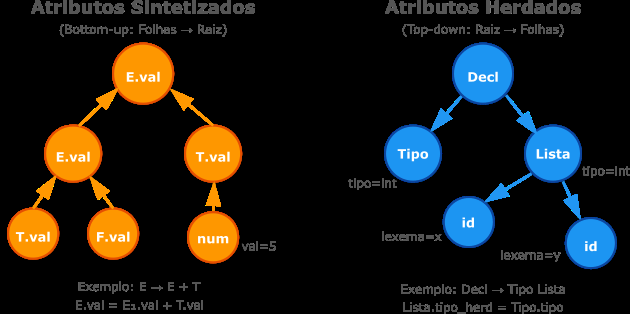 Atributos Sintetizados
(Bottom-up: Folhas → Raiz)
E.val
E.val
T.val
T.val
F.val
num
val=5
Exemplo: E → E + T
E.val = E₁.val + T.val
Atributos Herdados
(Top-down: Raiz → Folhas)
Decl
Tipo
Lista
tipo=int
tipo=int
id
lexema=x
id
lexema=y
Exemplo: Decl → Tipo Lista
Lista.tipo_herd = Tipo.tipo